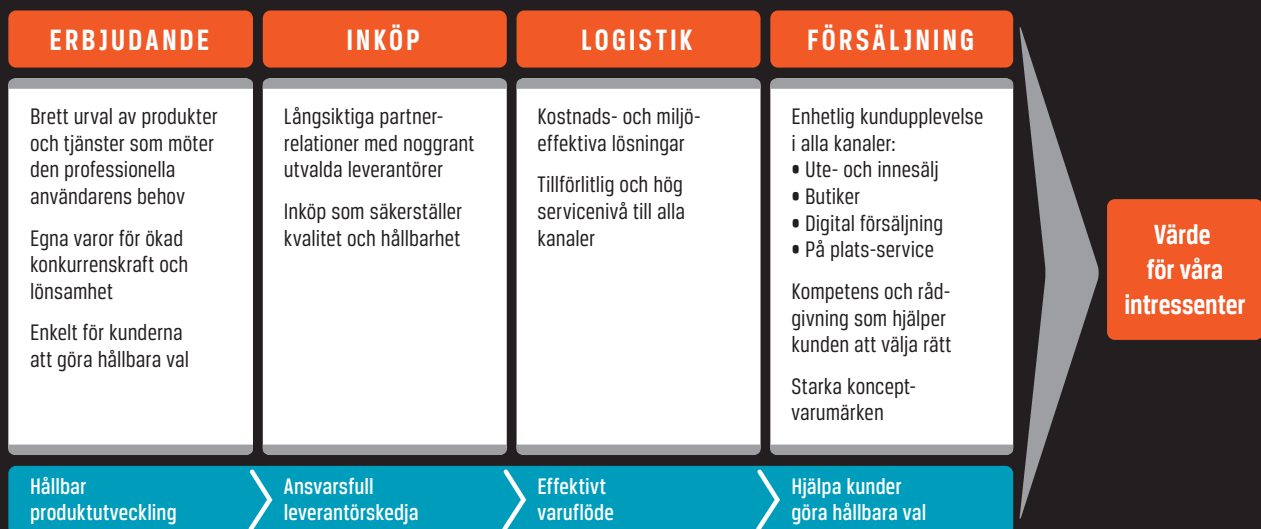 ERBJUDANDE
Brett urval av produkter
och tjänster som möter
den professionella
användarens behov
Egna varor för ökad
konkurrenskraft och
lönsamhet
Enkelt för kunderna
att göra hållbara val
Hållbar
produktutveckling
INKÖP
Långsiktiga partner-
relationer med noggrant
utvalda leverantörer
Inköp som säkerställer
kvalitet och hållbarhet
Ansvarsfull
leverantörskedja
LOGISTIK
Kostnads- och miljö-
effektiva lösningar
Tillförlitlig och hög
servicenivå till alla
kanaler
Effektivt
varuflöde
FÖRSÄLJNING
Enhetlig kundupplevelse
i alla kanaler:
• Ute- och innesälj
• Butiker
• Digital försäljning
• På plats-service
Kompetens och råd-
givning som hjälper
kunden att välja rätt
Starka koncept-
varumärken
Hjälpa kunder
göra hållbara val
Värde
för våra
intressenter